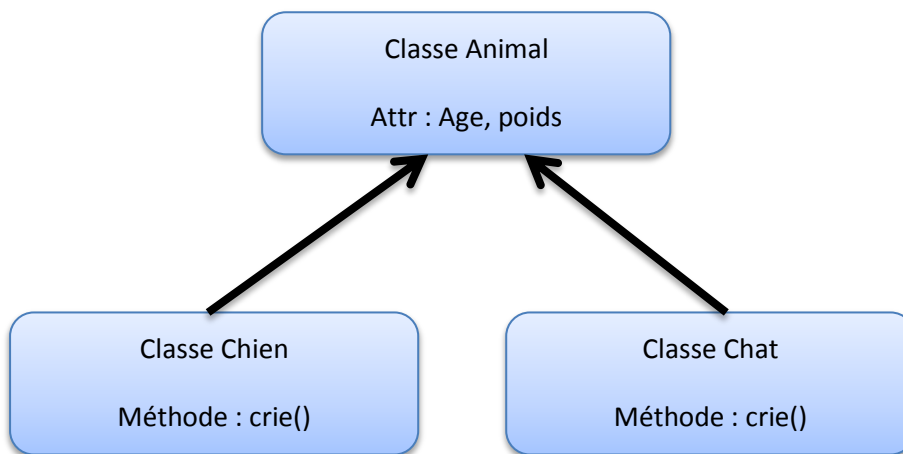 Classe Animal
Attr : Age, poids
Classe Chien
Méthode : crie()
Classe Chat
Méthode : crie()